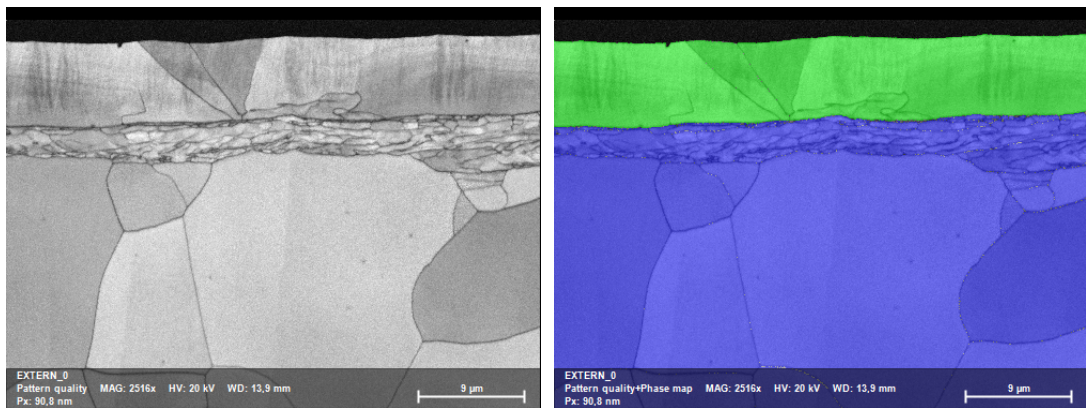 EXTERN_0
Pattern quality MAG: 2516x HV: 20 kV WD: 13,9 mm
Px: 90,8 nm
9 µm
EXTERN_0
Pattern quality+Phase map MAG: 2516x HV: 20 kV WD: 13,9 mm
Px: 90,8 nm
9 µm